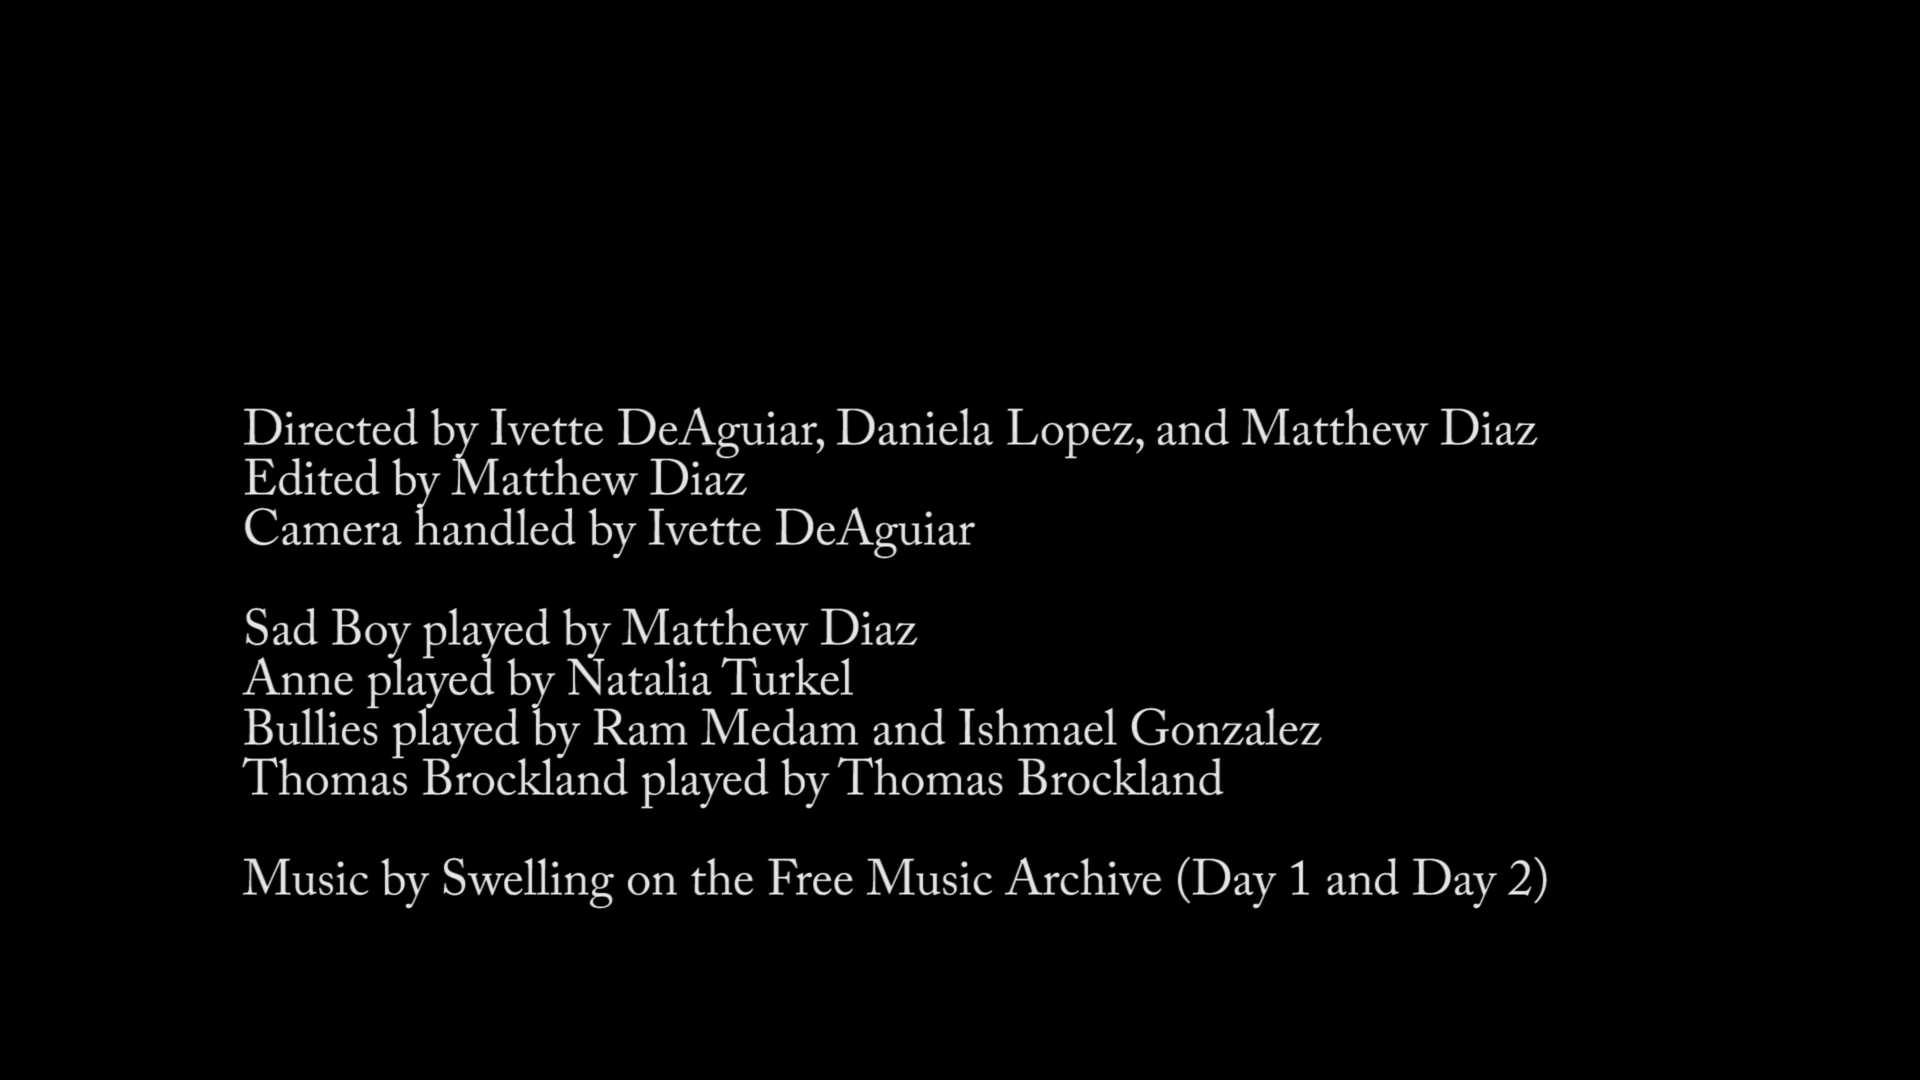 Directed by Ivette DeAguiar, Daniela Lopez, and Matthew Diaz
Edited by Matthew Diaz
Camera handled by Ivette DeAguiar
Sad Boy played by Matthew Diaz
Anne played by Natalia Turkel
Bullies played by Ram Medam and Ishmael Gonzalez
Thomas Brockland played by Thomas Brockland
Music by Swelling on the Free Music Archive (Day 1 and Day 2)